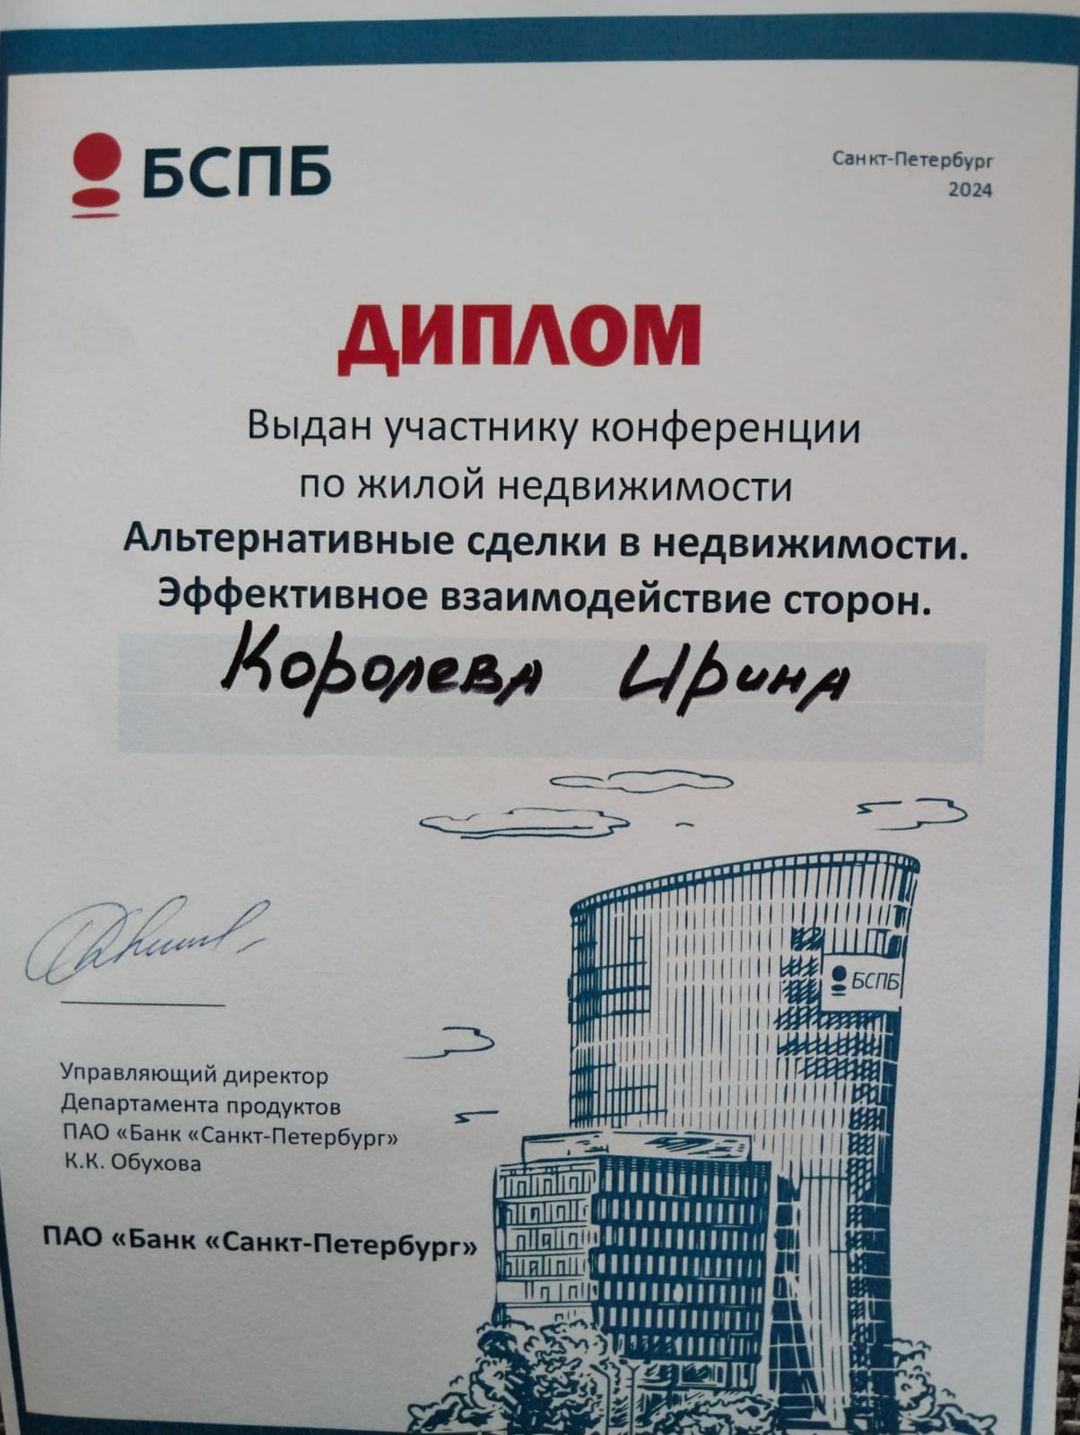 БСПБ
Санкт-Петербург
2024
ДИПЛОМ
Выдан участнику конференции
по жилой недвижимости
Альтернативные сделки в недвижимости.
Эффективное взаимодействие сторон.
Королева Ирина
БСПБ
Управляющий директор
Департамента продуктов
ПАО «Банк «Санкт-Петербург»
К.К. Обухова
ПАО «Банк «Санкт-Петербург»